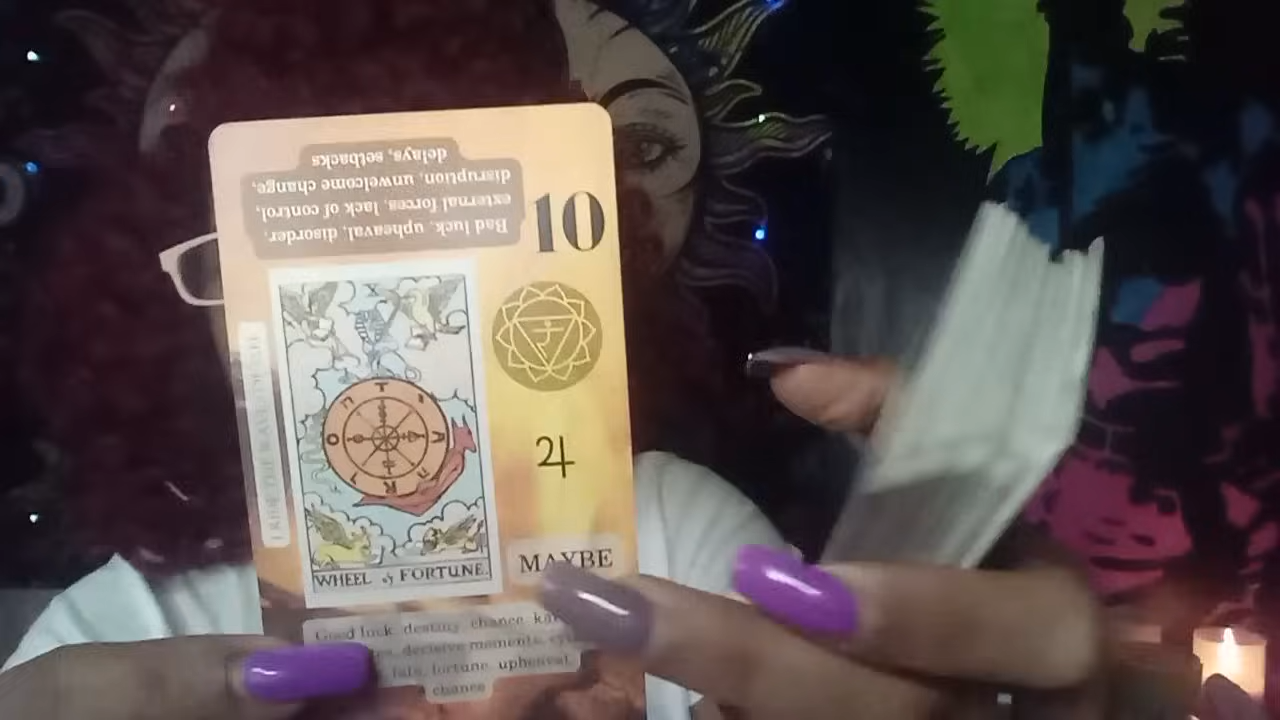 Bad luck, upheaval, disorder,
external forces, lack of control,
disruption, unwelcome change,
delays, setbacks
10
X
T
A
R
O
WHEEL of FORTUNE.
MAYBE
Good luck, destiny, chance,
decisive moments,
fate, fortune, upheaval,
chance